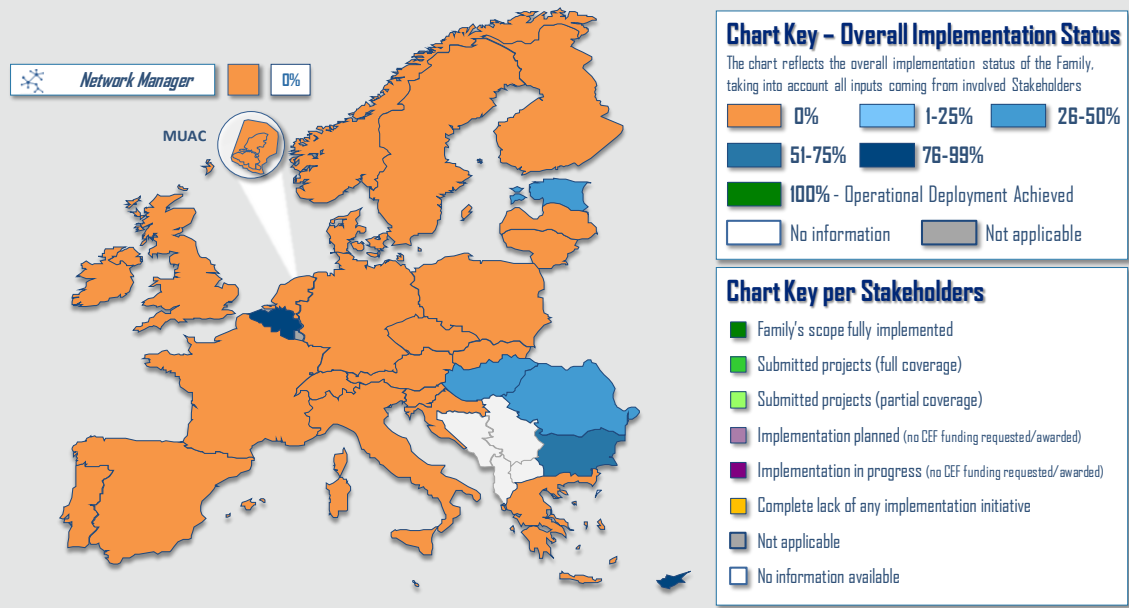 Network Manager
0%
MUAC
Chart Key – Overall Implementation Status
The chart reflects the overall implementation status of the Family,
taking into account all inputs coming from involved Stakeholders
0%
1-25%
26-50%
51-75%
76-99%
100% - Operational Deployment Achieved
No information
Not applicable
Chart Key per Stakeholders
Family's scope fully implemented
Submitted projects (full coverage)
Submitted projects (partial coverage)
Implementation planned (no CEF funding requested/awarded)
Implementation in progress (no CEF funding requested/awarded)
Complete lack of any implementation initiative
Not applicable
No information available